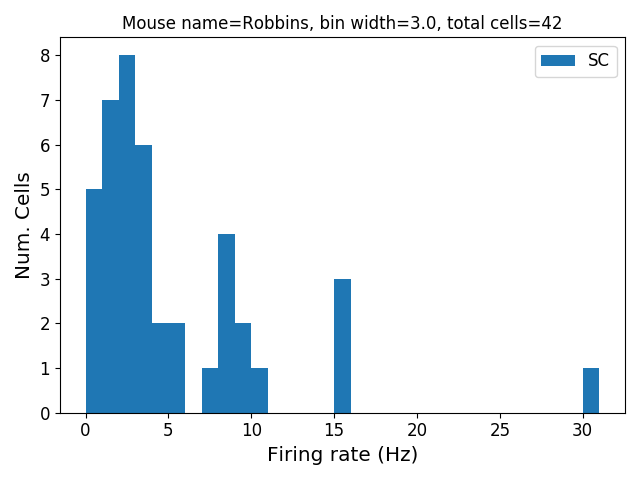 Mouse name=Robbins, bin width=3.0, total cells=42
SC
Num. Cells
8
7
6
5
4
3
2
1
0
0 5 10 15 20 25 30
Firing rate (Hz)